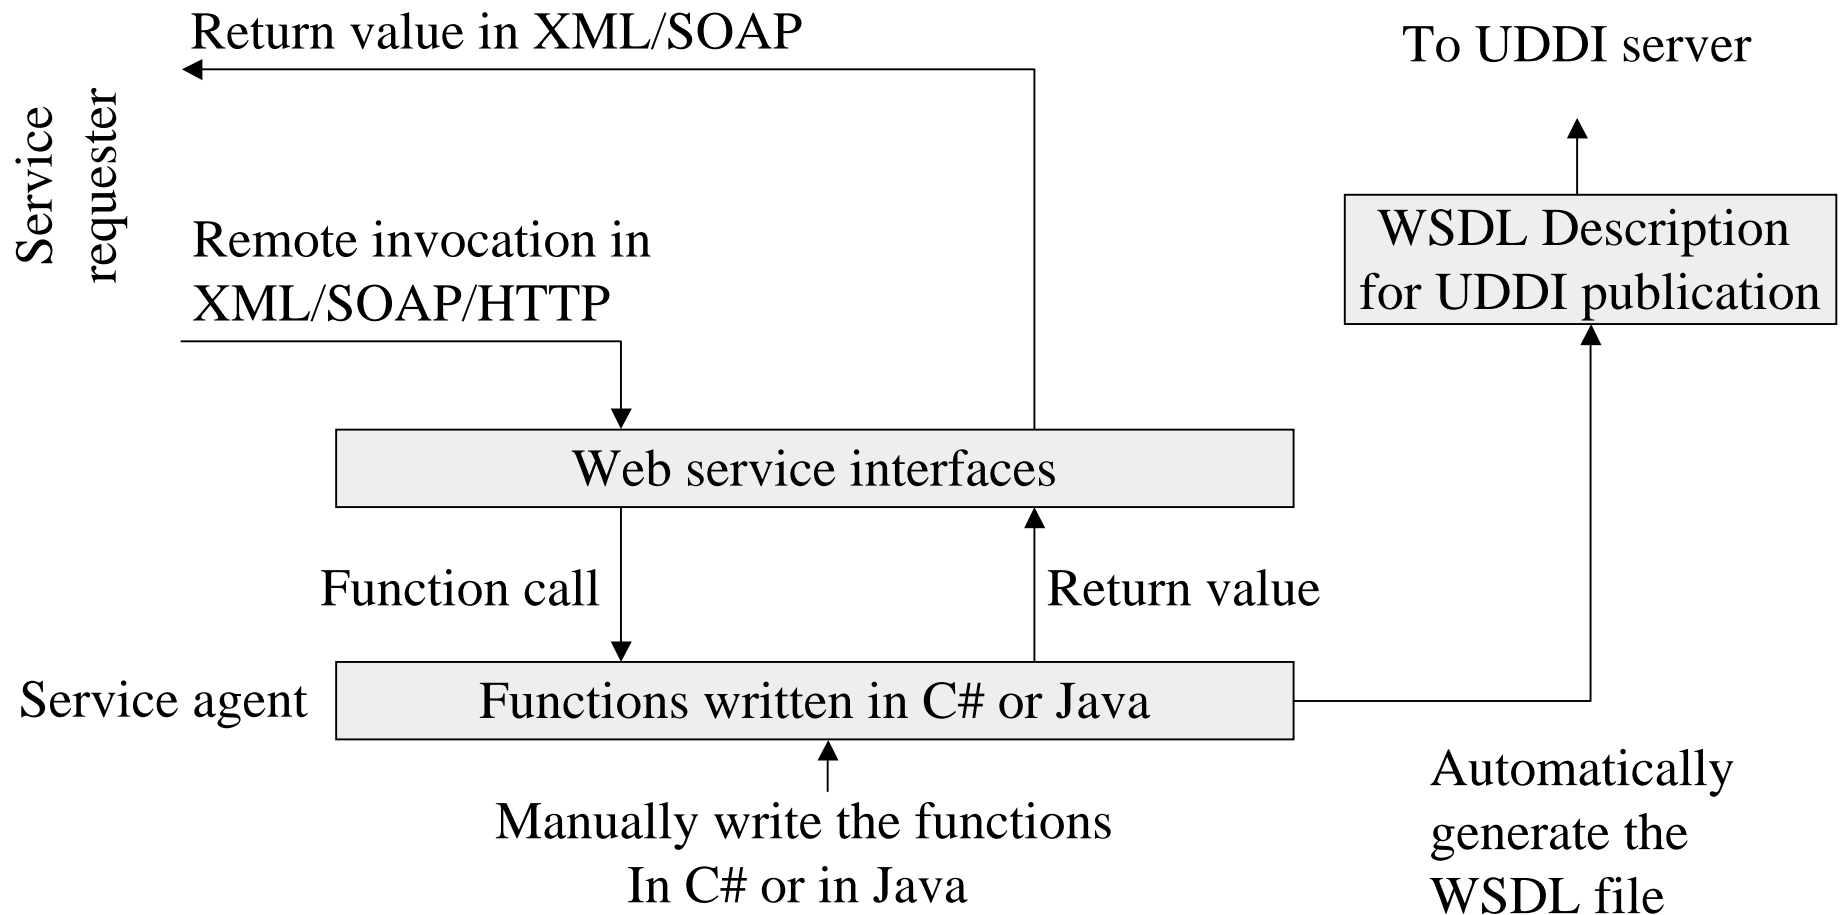 Return value in XML/SOAP
To UDDI server
Service
requester
Remote invocation in
XML/SOAP/HTTP
WSDL Description
for UDDI publication
Web service interfaces
Function call
Return value
Service agent
Functions written in C# or Java
Manually write the functions
In C# or in Java
Automatically
generate the
WSDL file